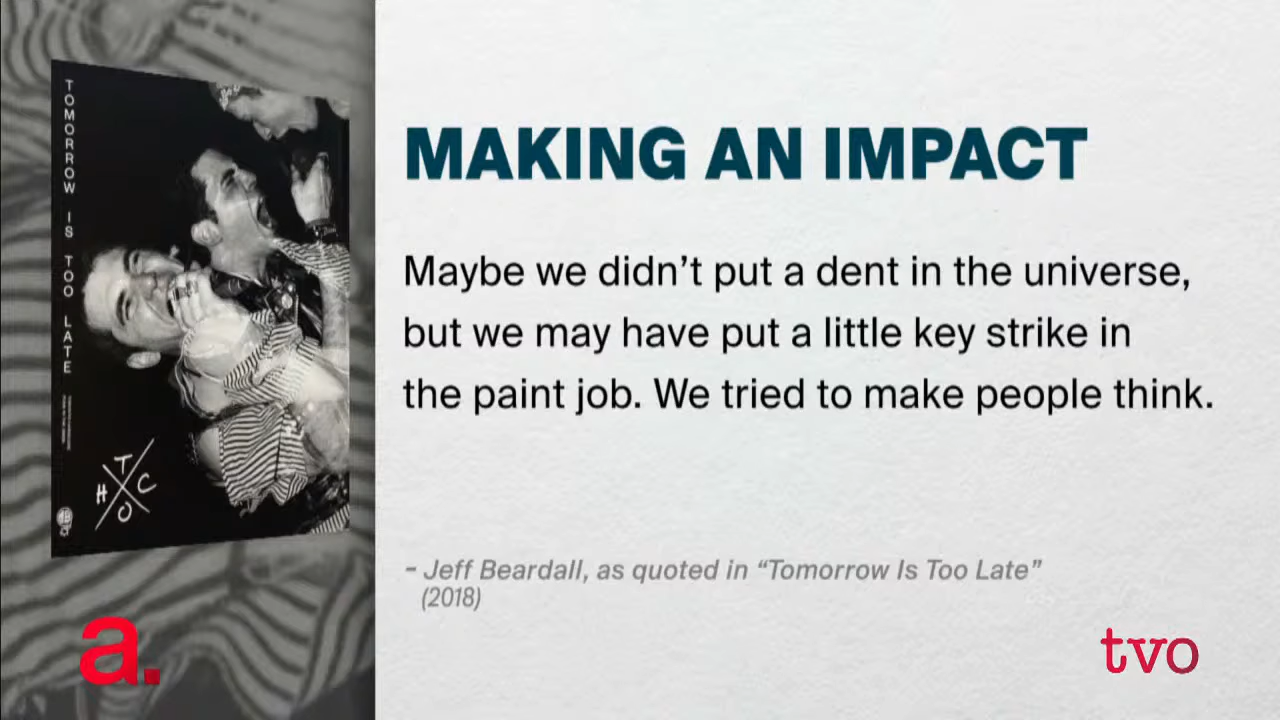 TOMORROW IS TOO LATE
T
H C
O
MAKING AN IMPACT
Maybe we didn’t put a dent in the universe,
but we may have put a little key strike in
the paint job. We tried to make people think.
– Jeff Beardall, as quoted in “Tomorrow Is Too Late”
(2018)
a.
tvo